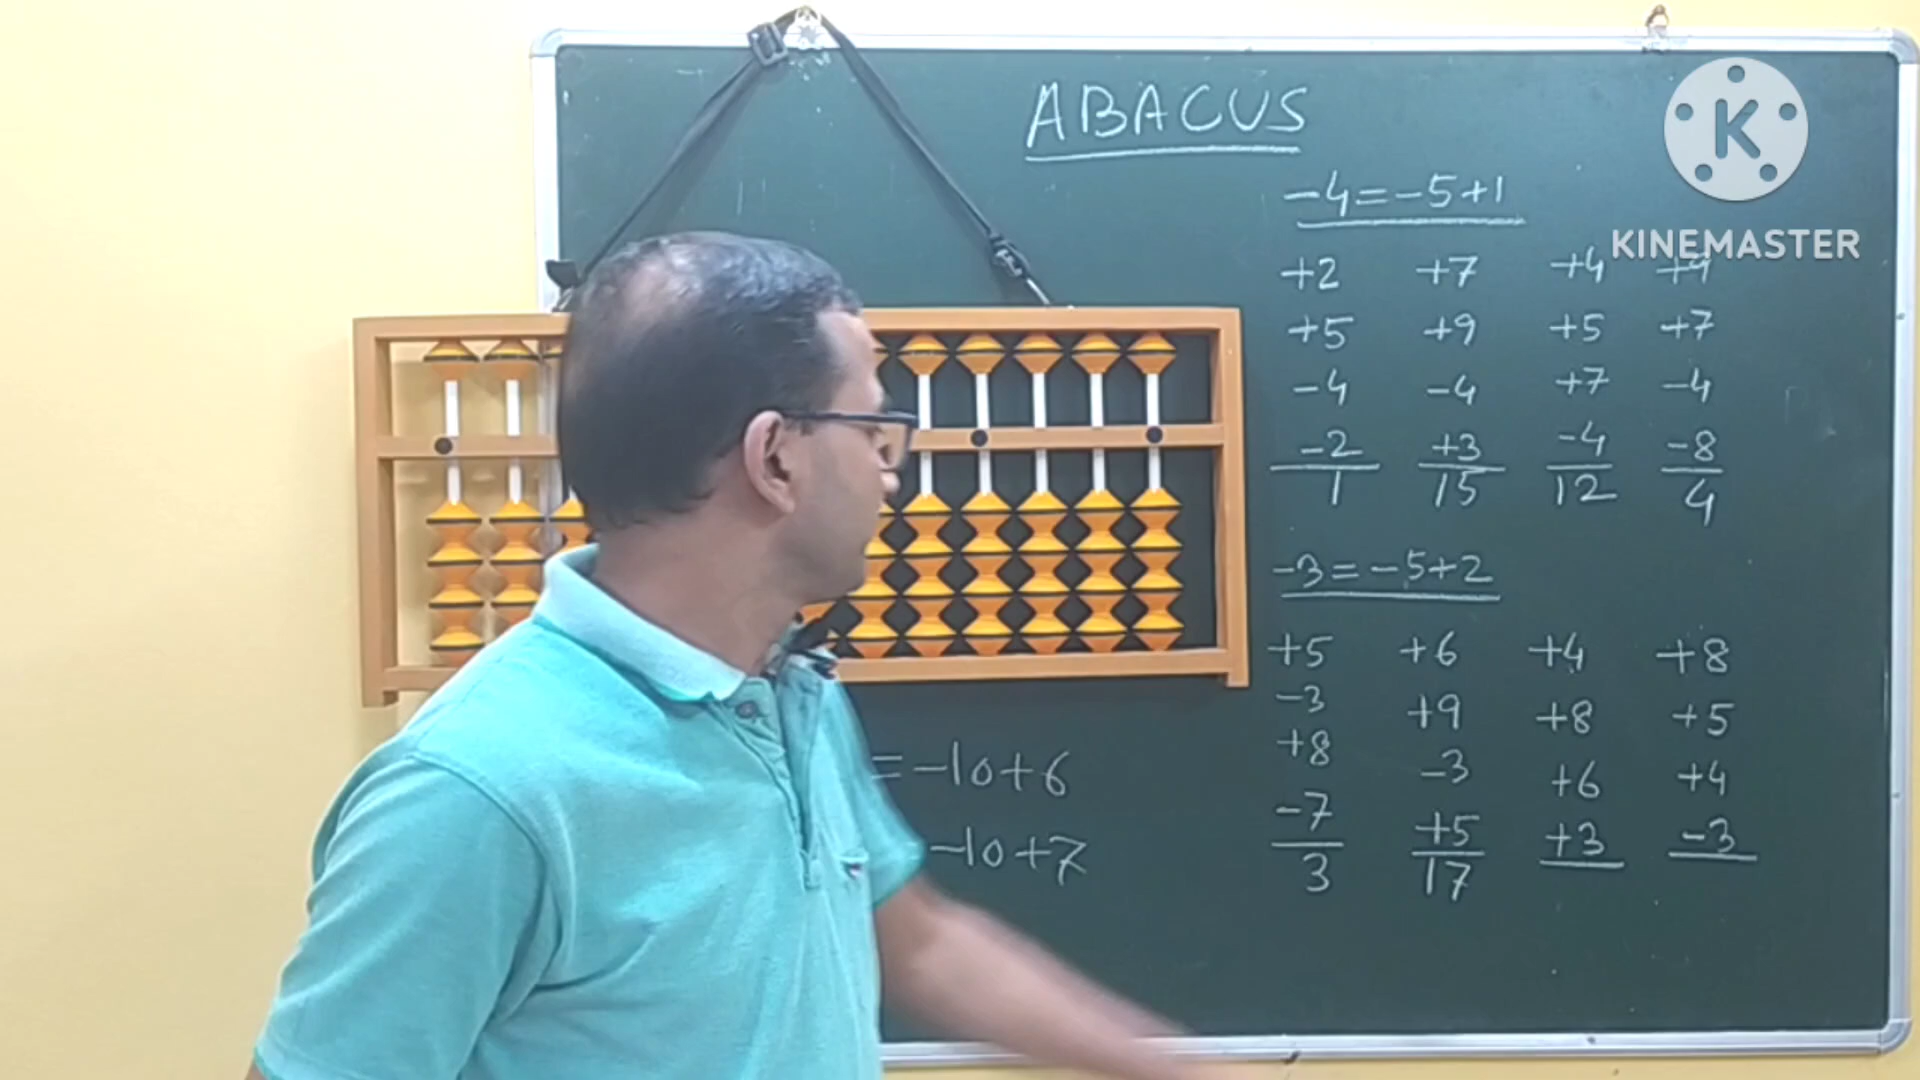 ABACUS
K
KINEMASTER
-4=-5+1
+2 +7 +4 +9
+5 +9 +5 +7
-4 -4 +7 -4
-2 +3 -4 -8
1 15 12 4
-3=-5+2
+5 +6 +4 +8
-3 +9 +8 +5
+8 -3 +6 +4
-7 +5 +3 -3
3 17
=-10+6
-10+7